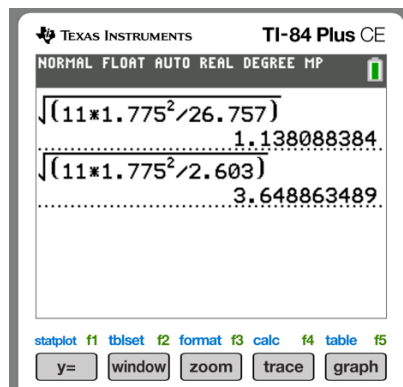 TEXAS INSTRUMENTS TI-84 Plus CE
NORMAL FLOAT AUTO REAL DEGREE MP
√(11*1.775²/26.757)
1.138088384
√(11*1.775²/2.603)
3.648863489
statplot f1 tblset f2 format f3 calc f4 table f5
y= window zoom trace graph